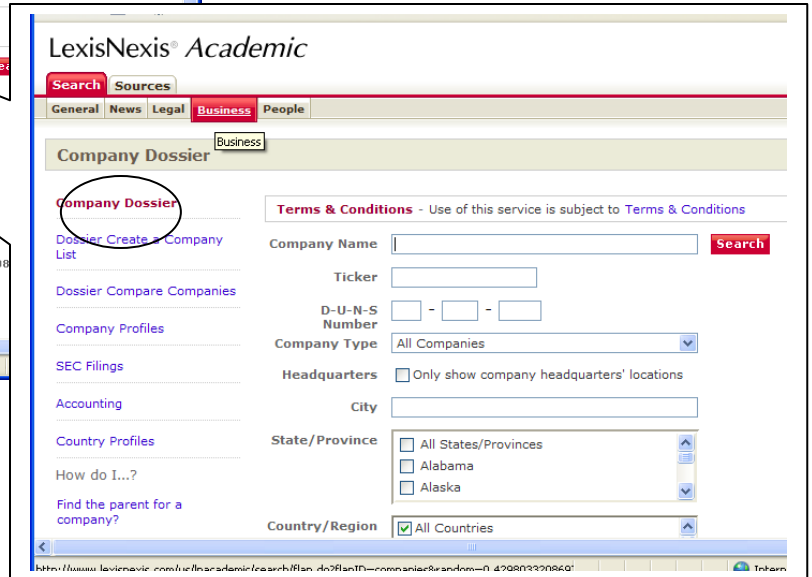 LexisNexis® Academic
Search Sources
General News Legal Business People
Business
Company Dossier
Company Dossier
Terms & Conditions - Use of this service is subject to Terms & Conditions
Dossier Create a Company
List
Company Name
Search
Ticker
Dossier Compare Companies
D-U-N-S
Number
- -
Company Profiles
Company Type All Companies
SEC Filings
Headquarters Only show company headquarters' locations
Accounting
City
Country Profiles
State/Province All States/Provinces
Alabama
Alaska
How do I...?
Find the parent for a
company?
Country/Region All Countries